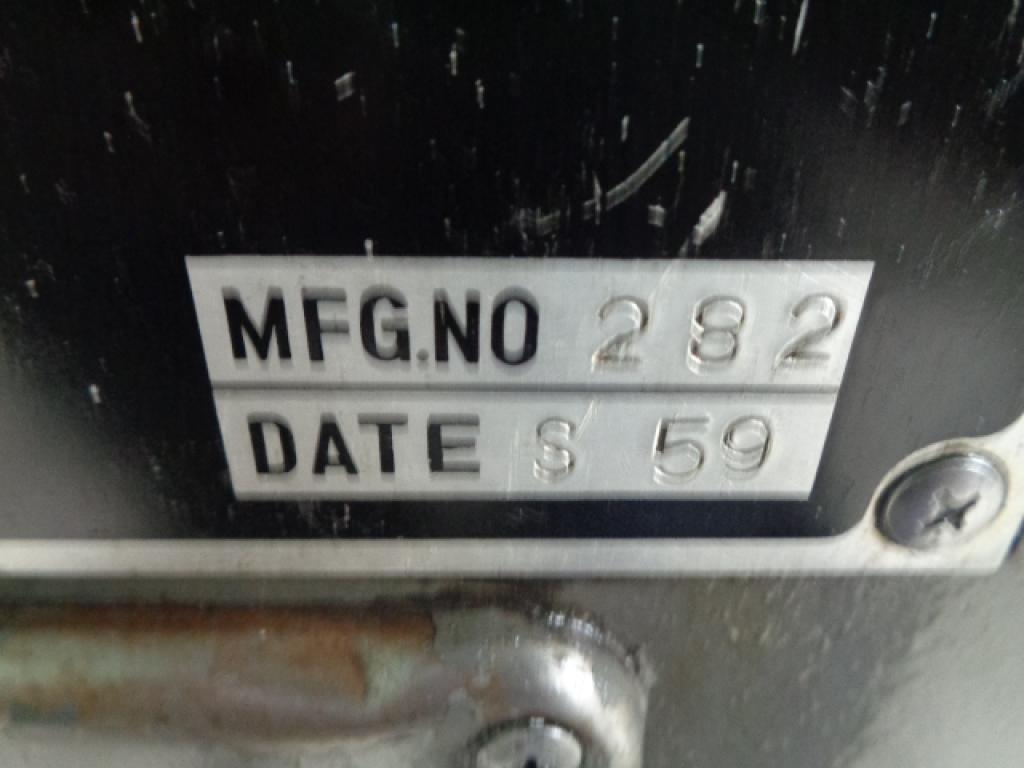 MFG.NO 282
DATE S 59